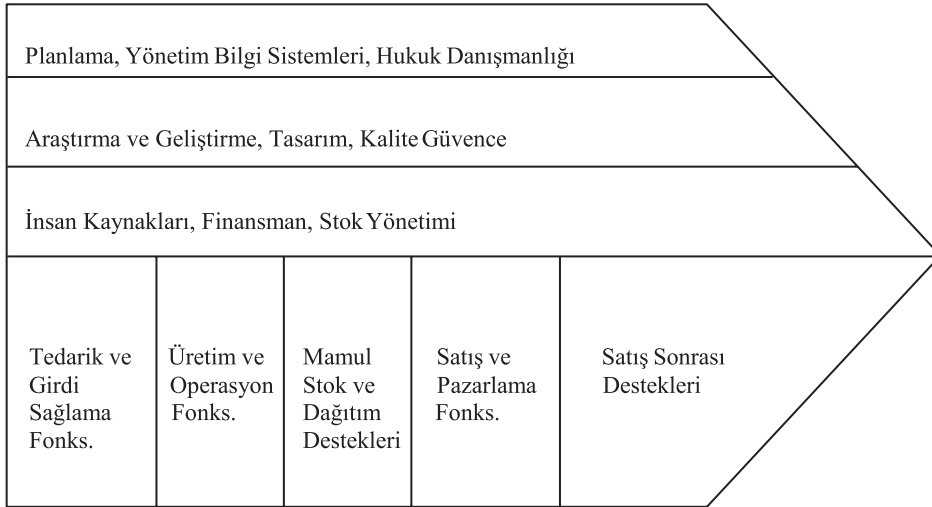 Planlama, Yönetim Bilgi Sistemleri, Hukuk Danışmanlığı
Araştırma ve Geliştirme, Tasarım, Kalite Güvence
İnsan Kaynakları, Finansman, Stok Yönetimi
Tedarik ve
Girdi
Sağlama
Fonks.
Üretim ve
Operasyon
Fonks.
Mamul
Stok ve
Dağıtım
Destekleri
Satış ve
Pazarlama
Fonks.
Satış Sonrası
Destekleri